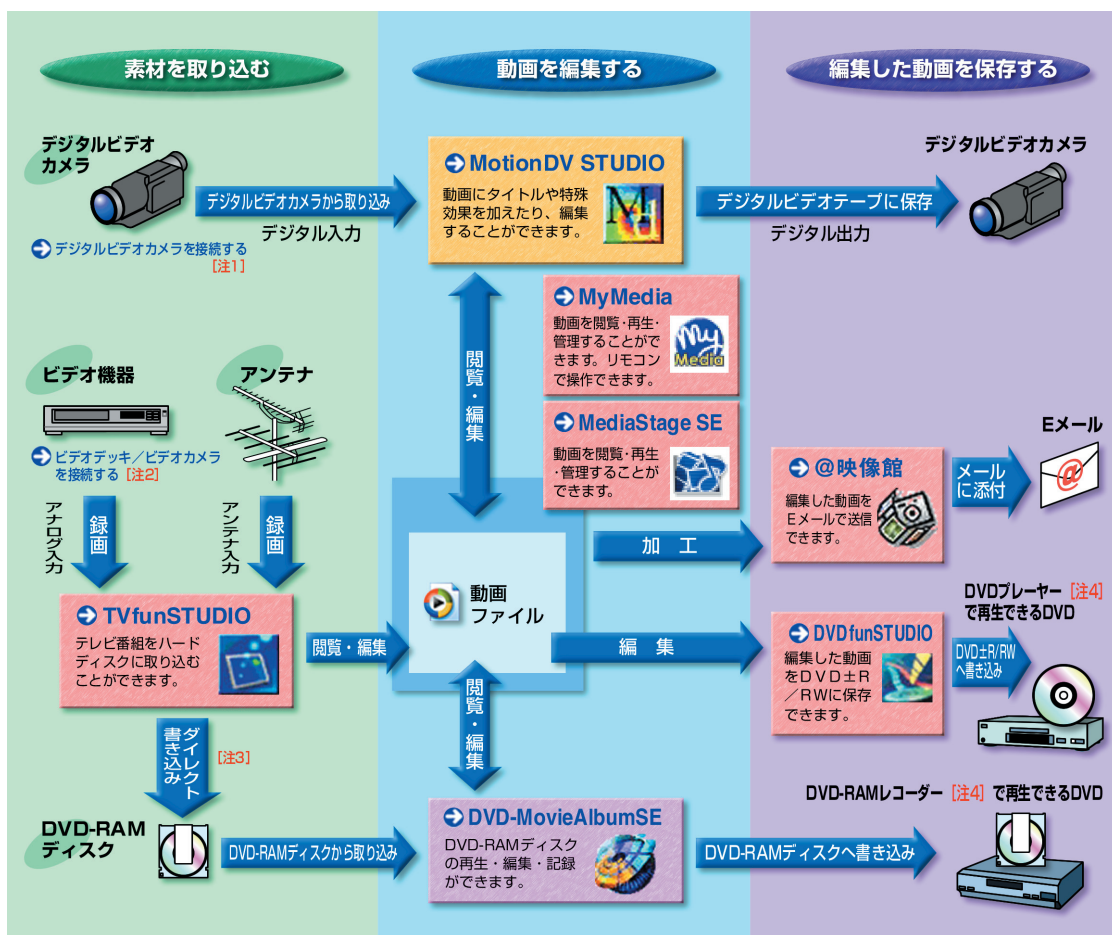 素材を取り込む
動画を編集する
編集した動画を保存する
デジタルビデオ
カメラ
デジタルビデオカメラから取り込み
デジタル入力
デジタルビデオカメラを接続する
[注1]
MotionDV STUDIO
動画にタイトルや特殊
効果を加えたり、編集
することができます。
デジタルビデオテープに保存
デジタル出力
デジタルビデオカメラ
閲覧・編集
MyMedia
動画を閲覧・再生・
管理することがで
きます。リモコン
で操作できます。
My
Media
MediaStage SE
動画を閲覧・再生
・管理することが
できます。
ビデオ機器
アンテナ
ビデオデッキ/ビデオカメラ
を接続する [注2]
アナログ入力
録画
アンテナ入力
録画
TVfunSTUDIO
テレビ番組をハード
ディスクに取り込む
ことができます。
閲覧・編集
動画
ファイル
加 工
@映像館
編集した動画を
Eメールで送信
できます。
メール
に添付
Eメール
@
編 集
DVDfunSTUDIO
編集した動画
をDVD±R
/RWに保存
できます。
DVD±R/RW
へ書き込み
DVDプレーヤー [注4]
で再生できるDVD
ダイレクト
書き込み
[注3]
閲覧・編集
DVD-RAM
ディスク
DVD-RAMディスクから取り込み
DVD-MovieAlbumSE
DVD-RAMディスク
の再生・編集・記録
ができます。
DVD-RAMディスクへ書き込み
DVD-RAMレコーダー [注4] で再生できるDVD